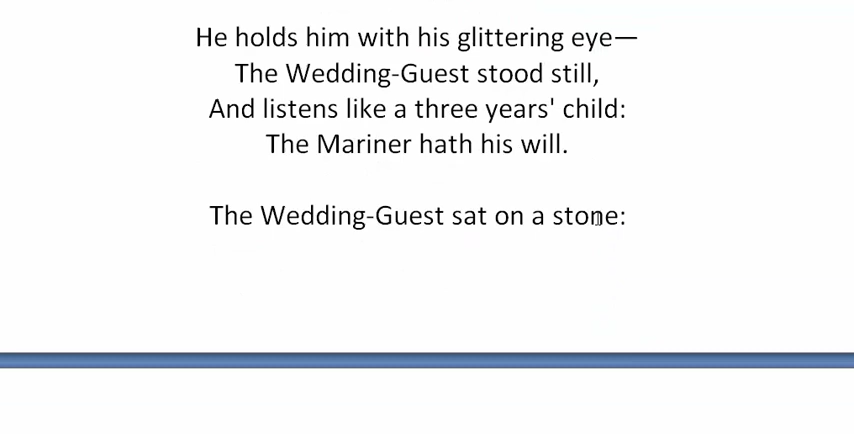 He holds him with his glittering eye—
The Wedding-Guest stood still,
And listens like a three years' child:
The Mariner hath his will.
The Wedding-Guest sat on a stone: